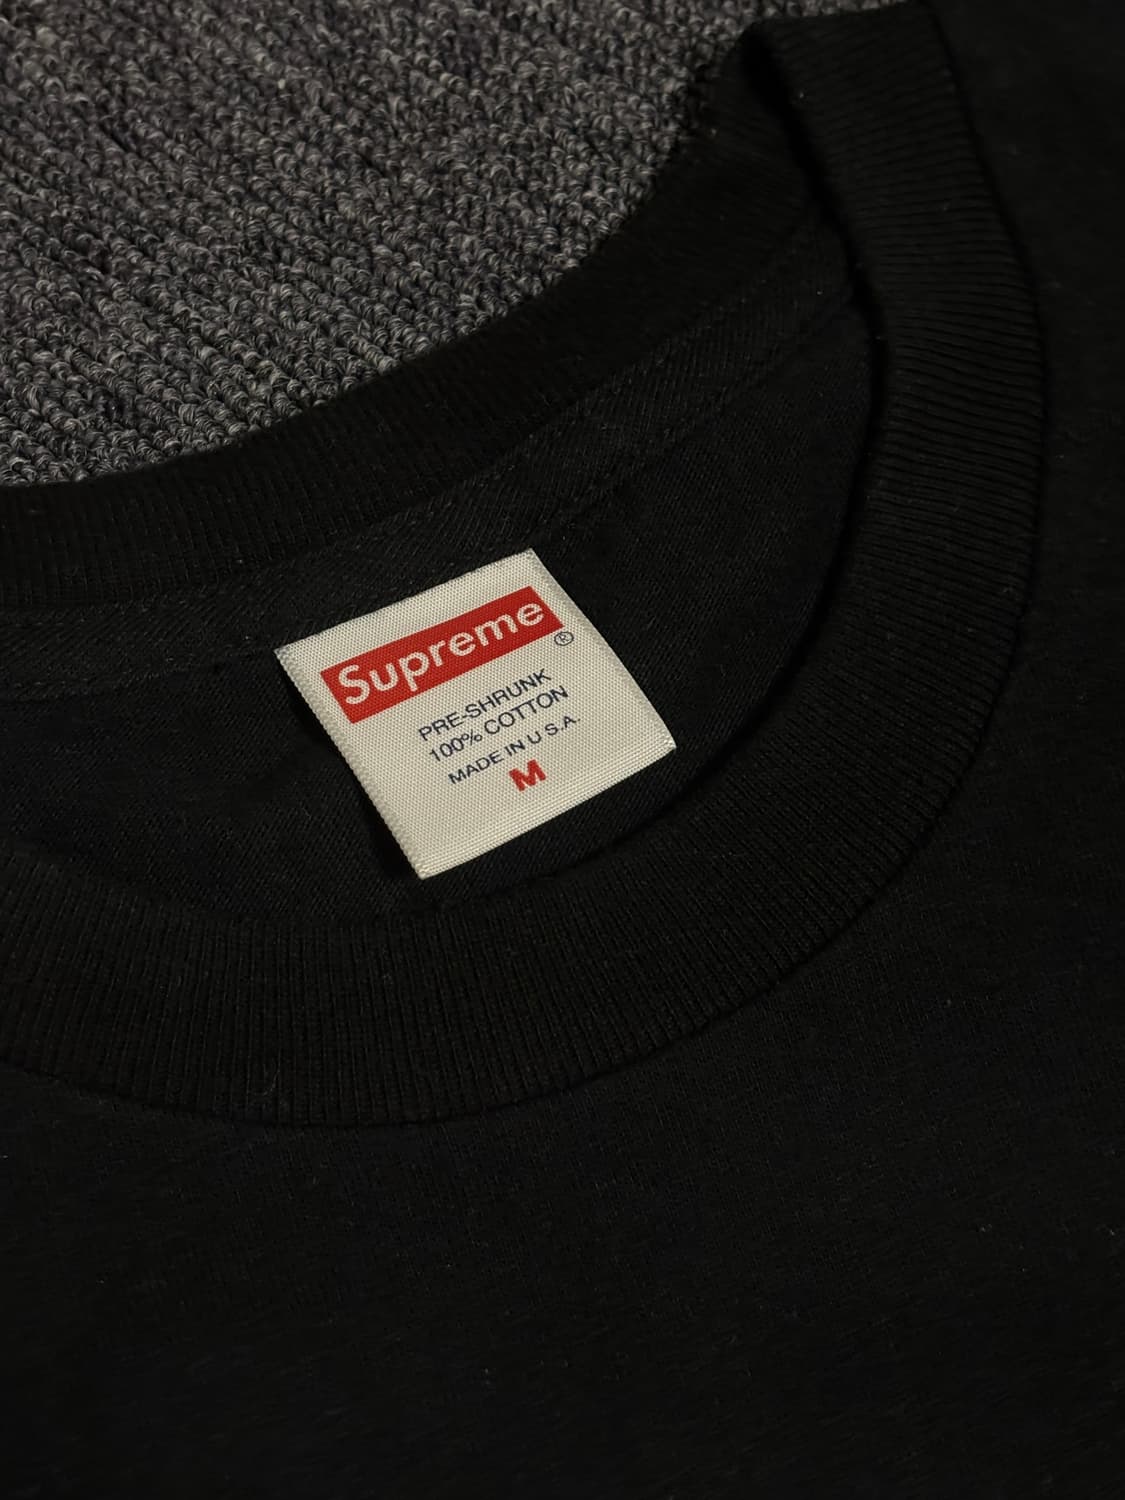 Supreme
®
PRE-SHRUNK
100% COTTON
MADE IN U S.A.
M